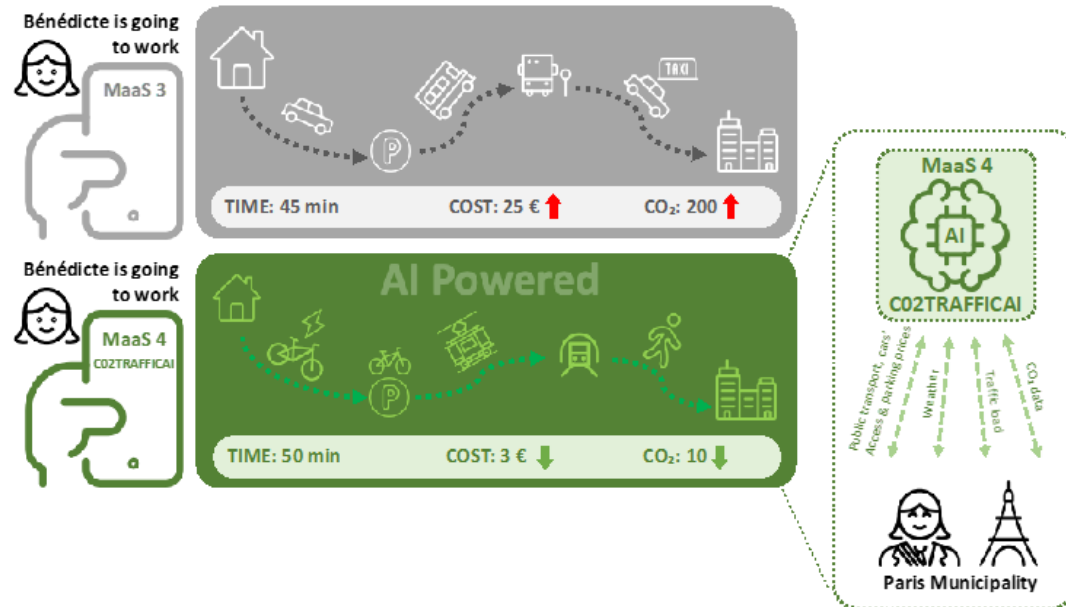 Bénédicte is going
to work
MaaS 3
P
TAXI
TIME: 45 min
COST: 25 €
CO₂: 200
Bénédicte is going
to work
MaaS 4
C02TRAFFICAI
AI Powered
P
TIME: 50 min
COST: 3 €
CO₂: 10
MaaS 4
AI
C02TRAFFICAI
Public transport, cars'
Access & parking prices
Weather
Traffic load
CO₂ data
Paris Municipality